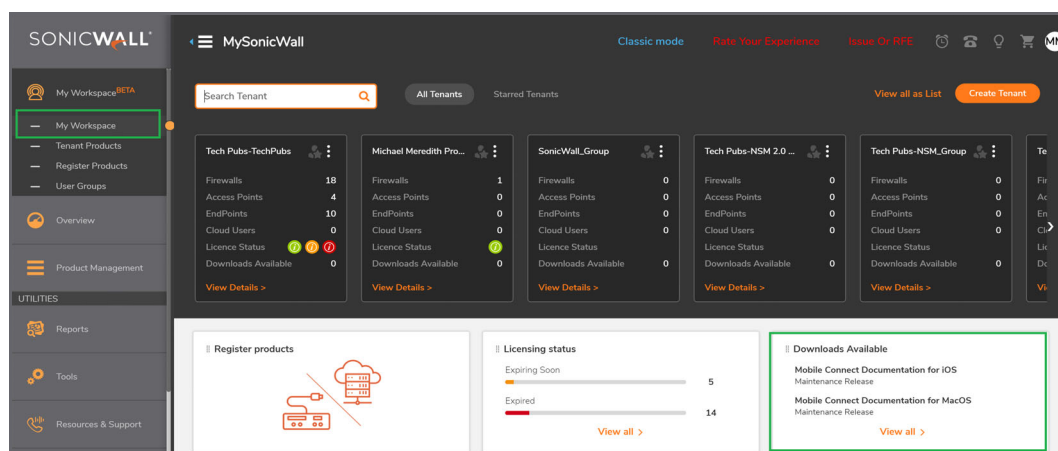 SONICWALL
MySonicWall
Classic mode
Rate Your Experience
Issue Or RFE
My Workspace BETA
My Workspace
Tenant Products
Register Products
User Groups
Overview
Product Management
UTILITIES
Reports
Tools
Resources & Support
Search Tenant
All Tenants
Starred Tenants
View all as List
Create Tenant
Tech Pubs-TechPubs
Firewalls 18
Access Points 4
EndPoints 10
Cloud Users 0
Licence Status
Downloads Available 0
View Details >
Michael Meredith Pro...
Firewalls 1
Access Points 0
EndPoints 0
Cloud Users 0
Licence Status
Downloads Available 0
View Details >
SonicWall_Group
Firewalls 0
Access Points 0
EndPoints 0
Cloud Users 0
Licence Status
Downloads Available 0
View Details >
Tech Pubs-NSM 2.0 ...
Firewalls 0
Access Points 0
EndPoints 0
Cloud Users 0
Licence Status
Downloads Available 0
View Details >
Tech Pubs-NSM_Group
Firewalls 0
Access Points 0
EndPoints 0
Cloud Users 0
Licence Status
Downloads Available 0
View Details >
Register products
Licensing status
Expiring Soon
5
Expired
14
View all >
Downloads Available
Mobile Connect Documentation for iOS
Maintenance Release
Mobile Connect Documentation for MacOS
Maintenance Release
View all >